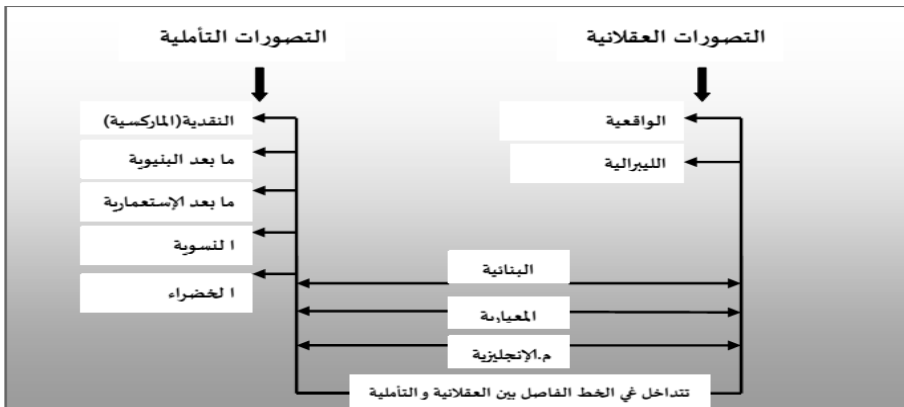 التصورات العقلانية
التصورات التأملية
الواقعية
الليبرالية
النقدية(الماركسية)
ما بعد البنيوية
ما بعد الإستعمارية
ا لنسوية
ا لخضراء
البنائية
المعيارية
م.الإنجليزية
تتداخل غي الخط الفاصل بين العقلانية و التأملية